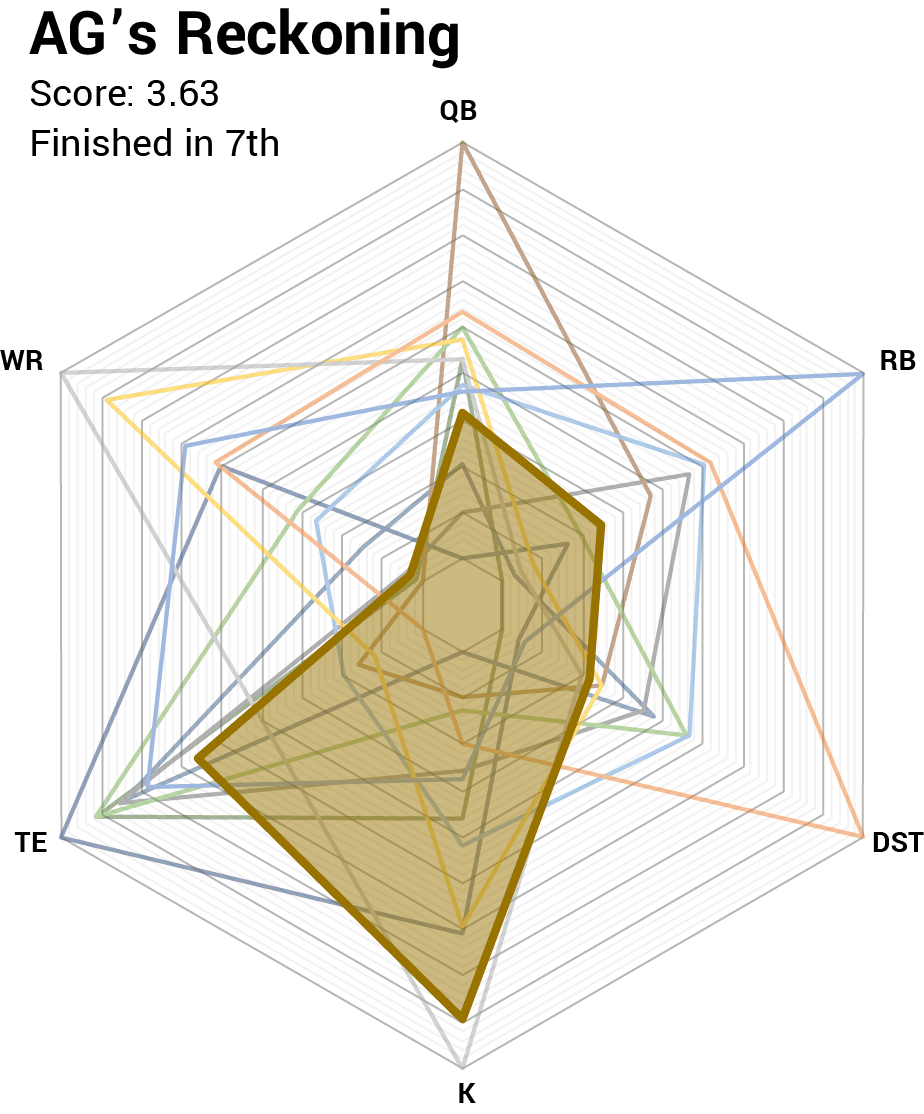 AG’s Reckoning
Score: 3.63
Finished in 7th
QB
WR
RB
TE
DST
K